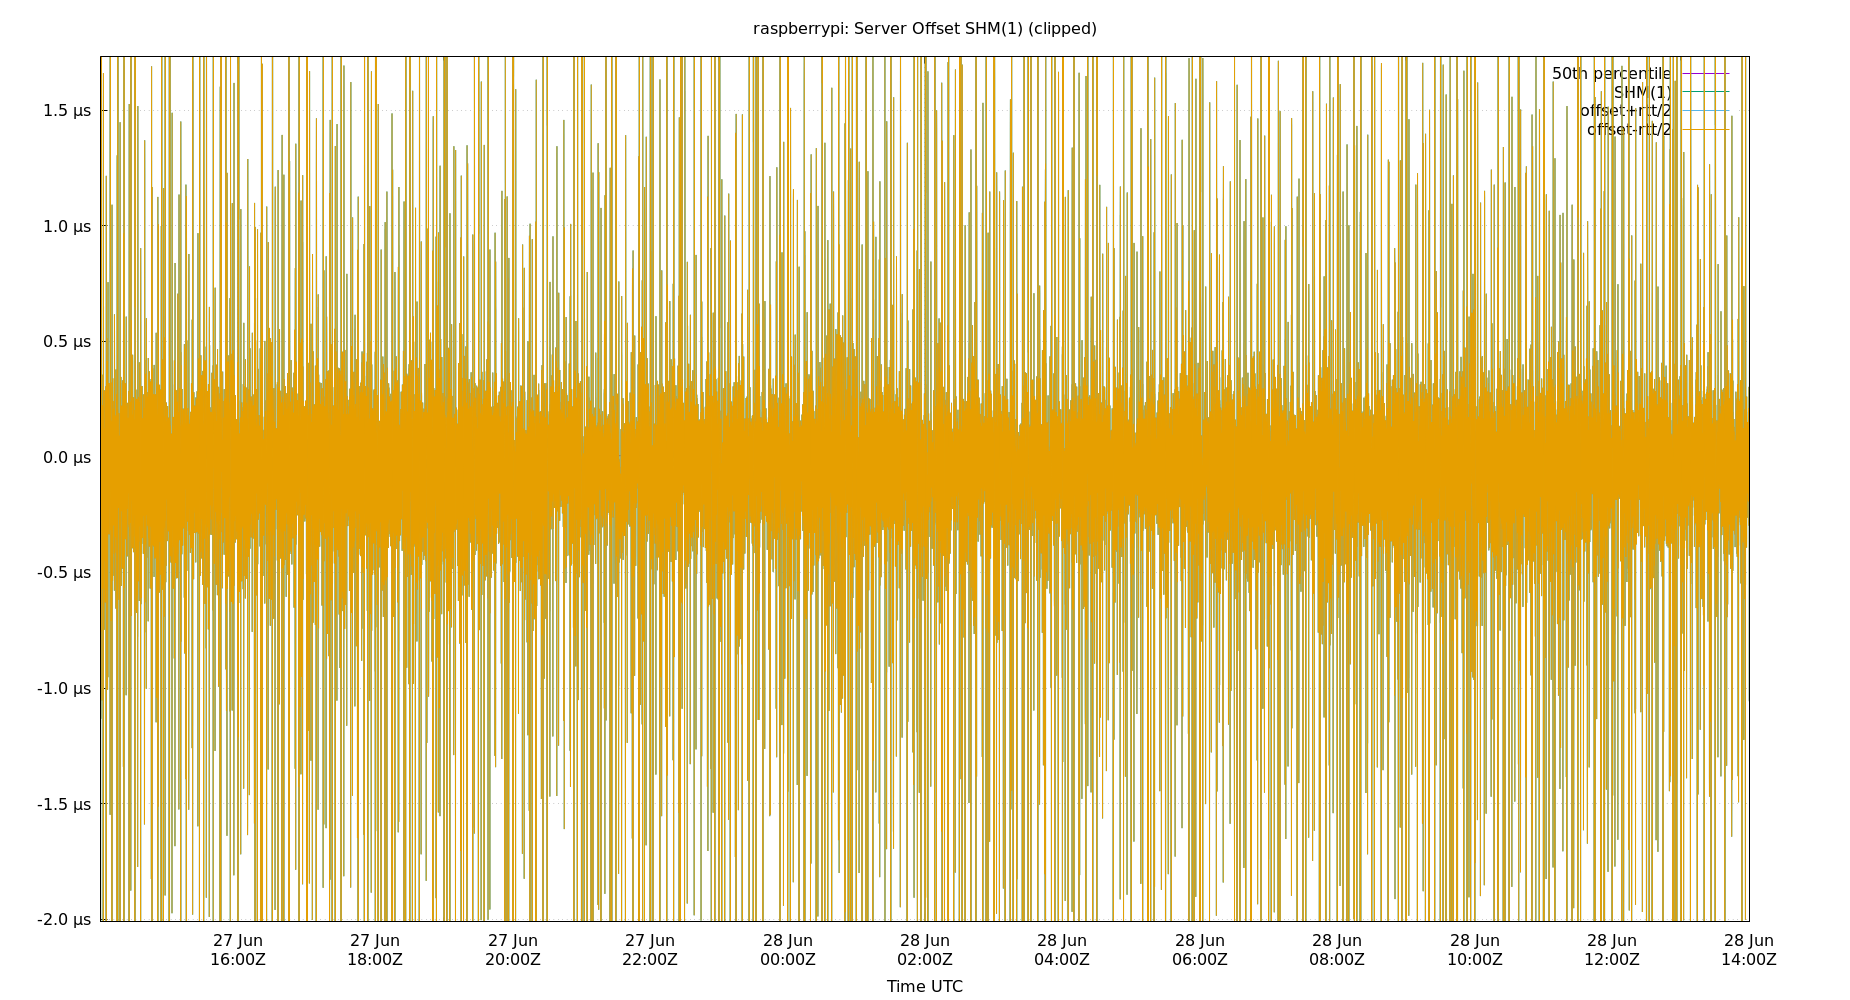 raspberrypi: Server Offset SHM(1) (clipped)
50th percentile
SHM(1)
offset+rtt/2
offset-rtt/2
1.5 µs
1.0 µs
0.5 µs
0.0 µs
-0.5 µs
-1.0 µs
-1.5 µs
-2.0 µs
27 Jun 27 Jun 27 Jun 27 Jun 28 Jun 28 Jun 28 Jun 28 Jun 28 Jun 28 Jun 28 Jun 28 Jun
16:00Z 18:00Z 20:00Z 22:00Z 00:00Z 02:00Z 04:00Z 06:00Z 08:00Z 10:00Z 12:00Z 14:00Z
Time UTC